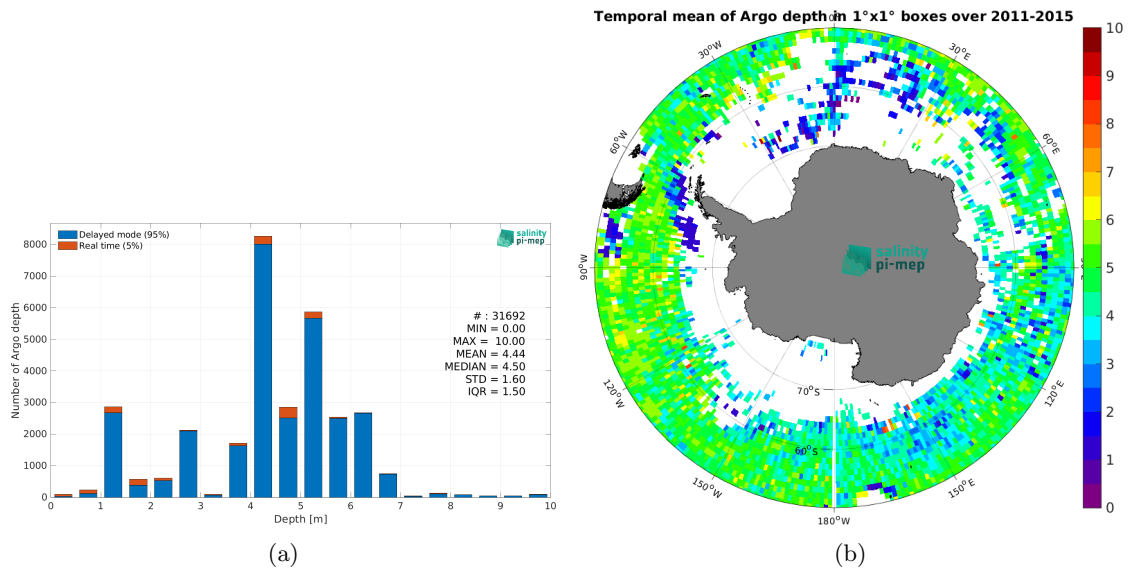 Delayed mode (95%)
Real time (5%)
salinity
pi-mep
# : 31692
MIN = 0.00
MAX = 10.00
MEAN = 4.44
MEDIAN = 4.50
STD = 1.60
IQR = 1.50
Number of Argo depth
8000
7000
6000
5000
4000
3000
2000
1000
0
0 1 2 3 4 5 6 7 8 9 10
Depth [m]
(a)
Temporal mean of Argo depth in 1°x1° boxes over 2011-2015
30°W
30°E
60°W
60°E
90°W
120°W
120°E
150°W
150°E
180°W
70°S
60°S
salinity
pi-mep
10
9
8
7
6
5
4
3
2
1
0
(b)